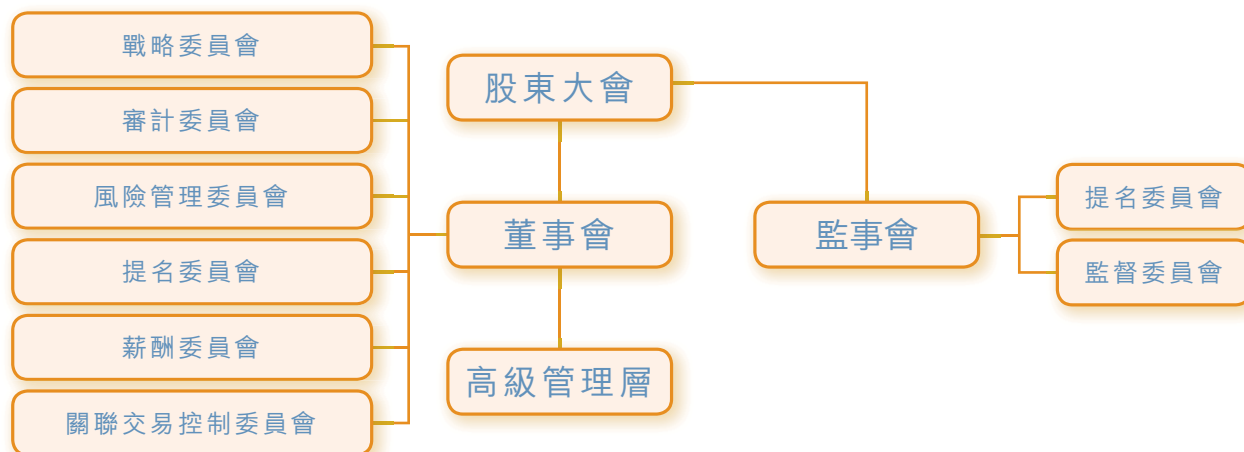 戰略委員會
審計委員會
風險管理委員會
提名委員會
薪酬委員會
關聯交易控制委員會
股東大會
董事會
高級管理層
監事會
提名委員會
監督委員會